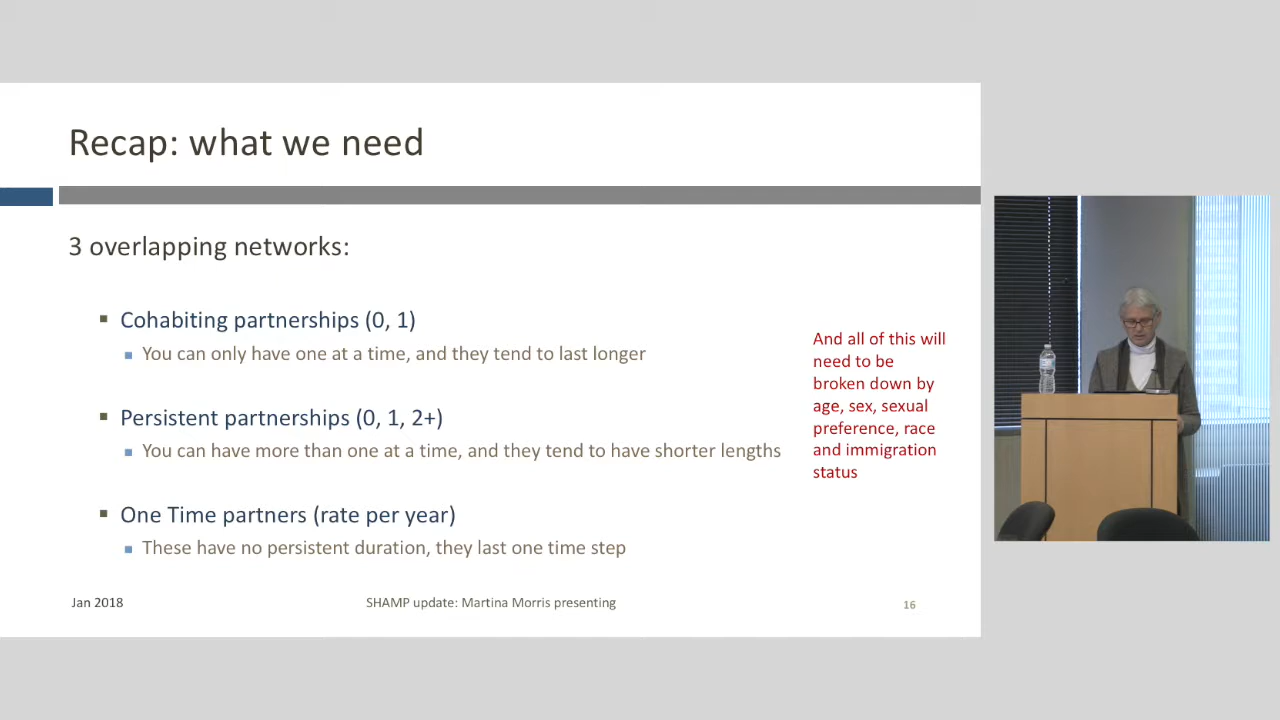 Recap: what we need
3 overlapping networks:
Cohabiting partnerships (0, 1)
You can only have one at a time, and they tend to last longer
Persistent partnerships (0, 1, 2+)
You can have more than one at a time, and they tend to have shorter lengths
One Time partners (rate per year)
These have no persistent duration, they last one time step
And all of this will
need to be
broken down by
age, sex, sexual
preference, race
and immigration
status
Jan 2018
SHAMP update: Martina Morris presenting
16